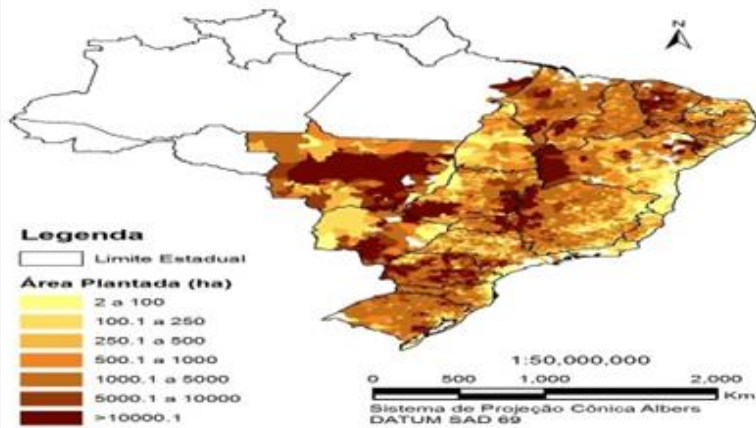 N
Legenda
Limite Estadual
Área Plantada (ha)
2 a 100
100.1 a 250
250.1 a 500
500.1 a 1000
1000.1 a 5000
5000.1 a 10000
>10000.1
1:50,000,000
0 500 1,000 2,000
Km
Sistema de Projeção Cônica Albers
DATUM SAD 69